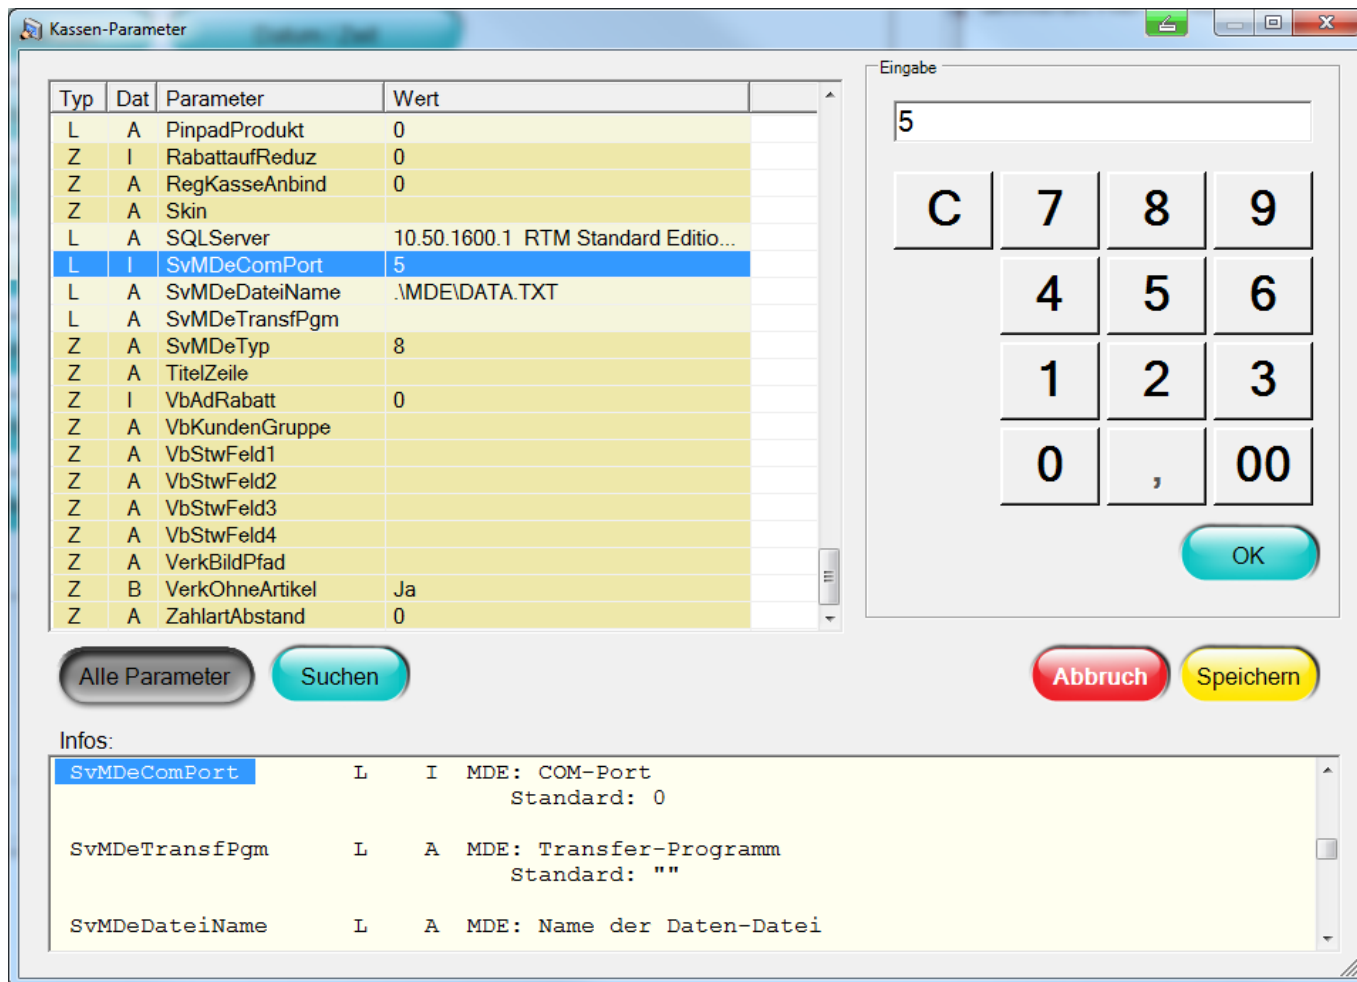 Kassen-Parameter
Typ Dat Parameter Wert
L A PinpadProdukt 0
Z I RabattaufReduz 0
Z A RegKasseAnbind 0
Z A Skin
L A SQLServer 10.50.1600.1 RTM Standard Editio...
L I SvMDeComPort 5
L A SvMDeDateiName .\MDE\DATA.TXT
L A SvMDeTransfPgm
Z A SvMDeTyp 8
Z A TitelZeile
Z I VbAdRabatt 0
Z A VbKundenGruppe
Z A VbStwFeld1
Z A VbStwFeld2
Z A VbStwFeld3
Z A VbStwFeld4
Z A VerkBildPfad
Z B VerkOhneArtikel Ja
Z A ZahlartAbstand 0
Eingabe
5
C 7 8 9
4 5 6
1 2 3
0 , 00
OK
Alle Parameter Suchen Abbruch Speichern
Infos:
SvMDeComPort L I MDE: COM-Port
Standard: 0
SvMDeTransfPgm L A MDE: Transfer-Programm
Standard: ""
SvMDeDateiName L A MDE: Name der Daten-Datei